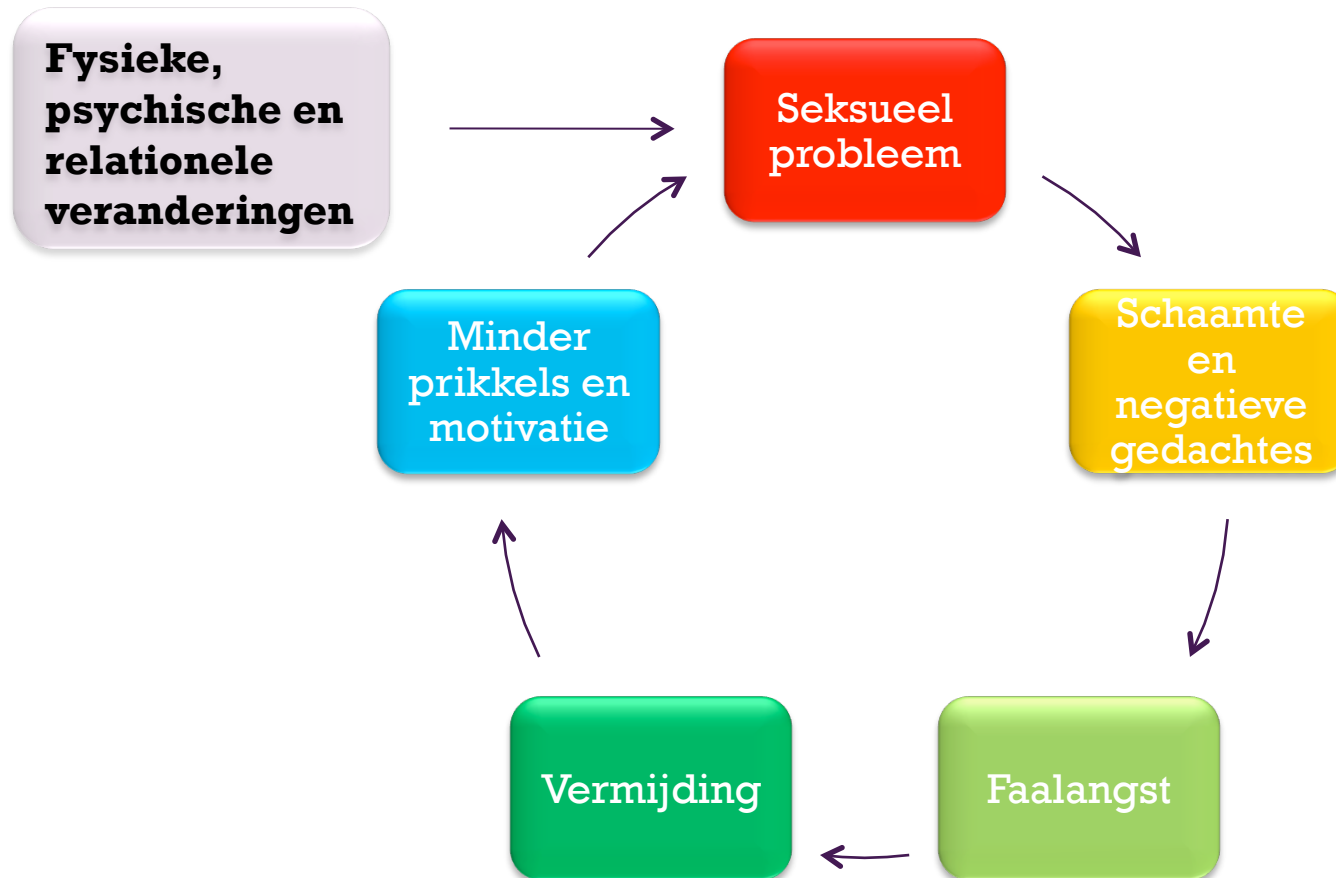 Fysieke,
psychische en
relationele
veranderingen
Seksueel
probleem
Schaamte
en
negatieve
gedachtes
Faalangst
Vermijding
Minder
prikkels en
motivatie